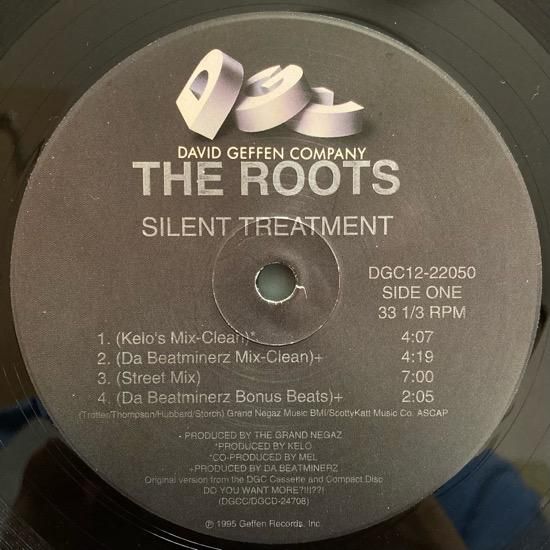 DGC
DAVID GEFFEN COMPANY
THE ROOTS
SILENT TREATMENT
DGC12-22050
SIDE ONE
33 1/3 RPM
1. (Kelo's Mix-Clean)* 4:07
2. (Da Beatminerz Mix-Clean)+ 4:19
3. (Street Mix) 7:00
4. (Da Beatminerz Bonus Beats)+ 2:05
(Trotter/Thompson/Hubbard/Storch) Grand Negaz Music BMI/ScottyKatt Music Co. ASCAP
- PRODUCED BY THE GRAND NEGAZ
*PRODUCED BY KELO
*CO-PRODUCED BY MEL
+PRODUCED BY DA BEATMINERZ
Original version from the DGC Cassette and Compact Disc
DO YOU WANT MORE?!!!??!
(DGCC/DGCD-24708)
℗ 1995 Geffen Records, Inc.